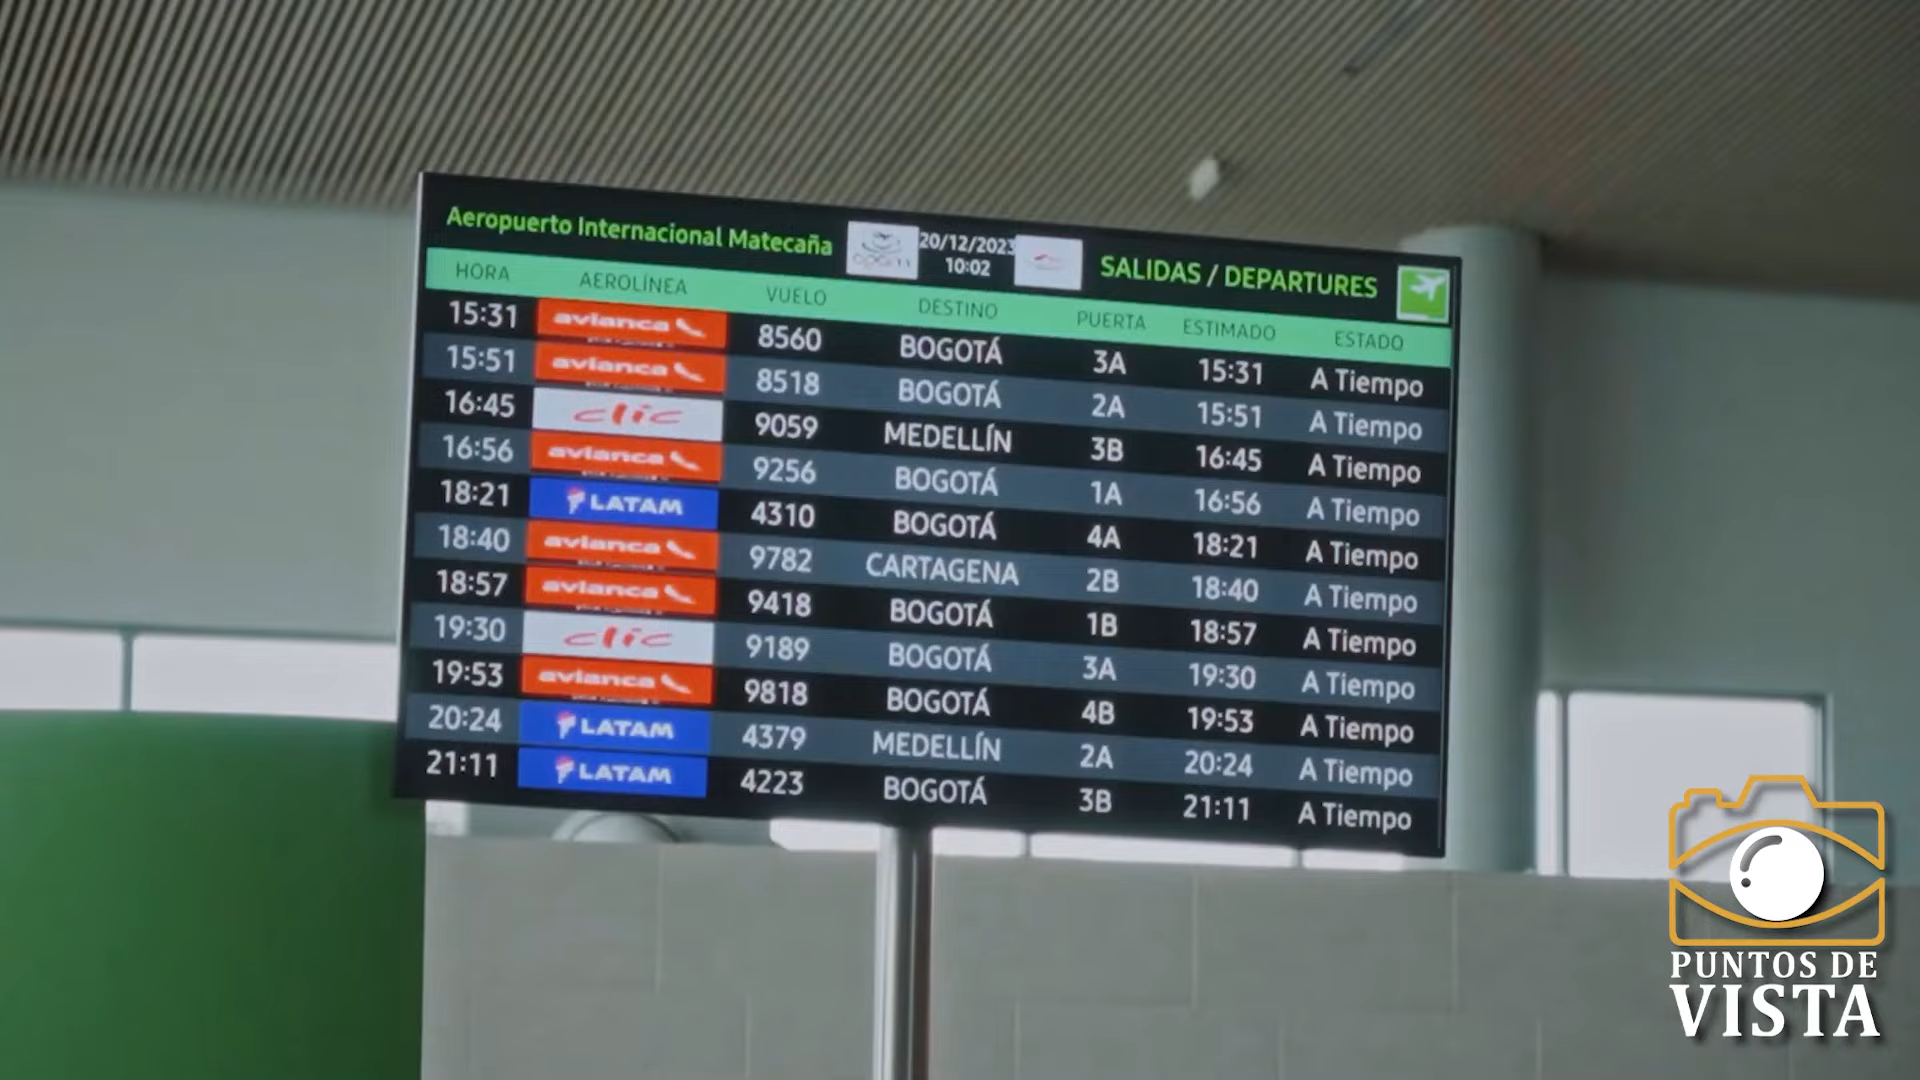 Aeropuerto Internacional Matecaña 20/12/2023 10:02 SALIDAS / DEPARTURES
HORA AEROLÍNEA VUELO DESTINO PUERTA ESTIMADO ESTADO
15:31 avianca 8560 BOGOTÁ 3A 15:31 A Tiempo
15:51 avianca 8518 BOGOTÁ 2A 15:51 A Tiempo
16:45 clic 9059 MEDELLÍN 3B 16:45 A Tiempo
16:56 avianca 9256 BOGOTÁ 1A 16:56 A Tiempo
18:21 LATAM 4310 BOGOTÁ 4A 18:21 A Tiempo
18:40 avianca 9782 CARTAGENA 2B 18:40 A Tiempo
18:57 avianca 9418 BOGOTÁ 1B 18:57 A Tiempo
19:30 clic 9189 BOGOTÁ 3A 19:30 A Tiempo
19:53 avianca 9818 BOGOTÁ 4B 19:53 A Tiempo
20:24 LATAM 4379 MEDELLÍN 2A 20:24 A Tiempo
21:11 LATAM 4223 BOGOTÁ 3B 21:11 A Tiempo
PUNTOS DE
VISTA